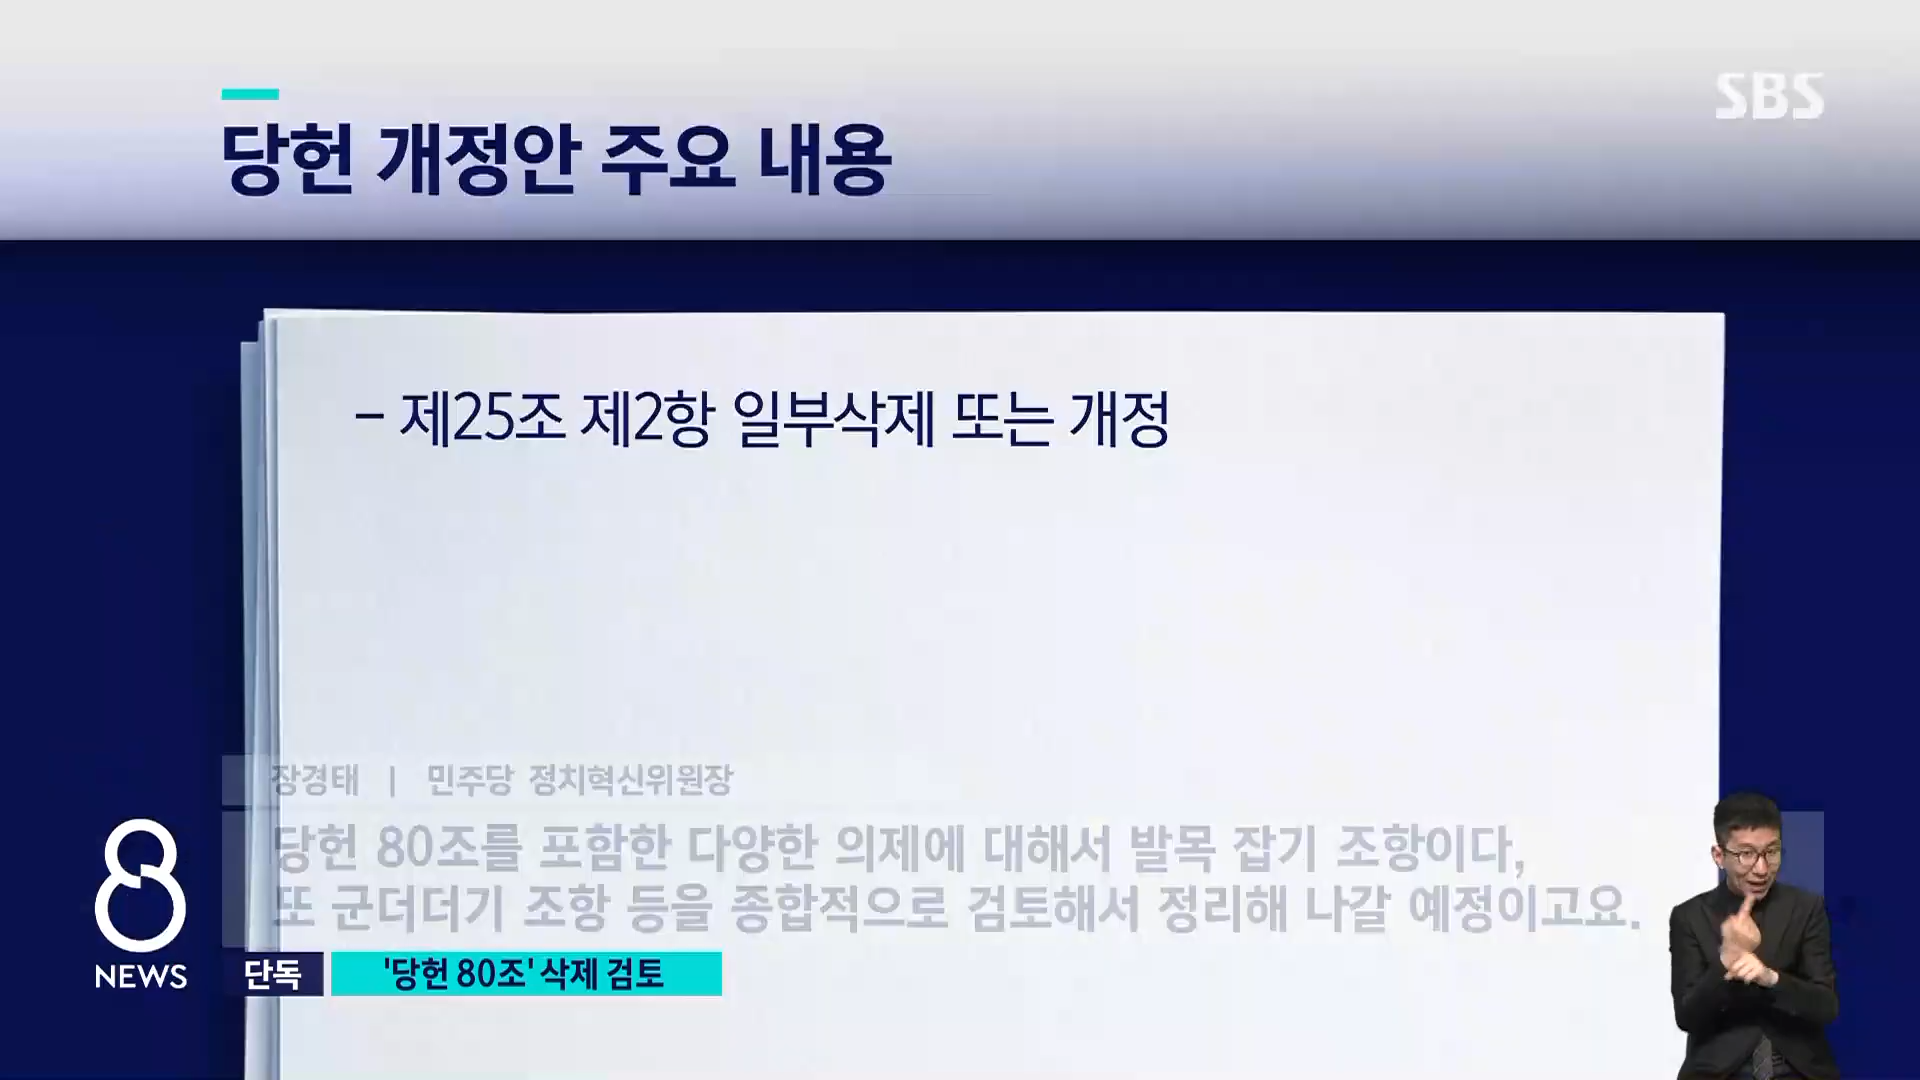 SBS
당헌 개정안 주요 내용
- 제25조 제2항 일부삭제 또는 개정
장경태 | 민주당 정치혁신위원장
당헌 80조를 포함한 다양한 의제에 대해서 발목 잡기 조항이다,
또 군더더기 조항 등을 종합적으로 검토해서 정리해 나갈 예정이고요.
8
NEWS
단독
'당헌 80조' 삭제 검토